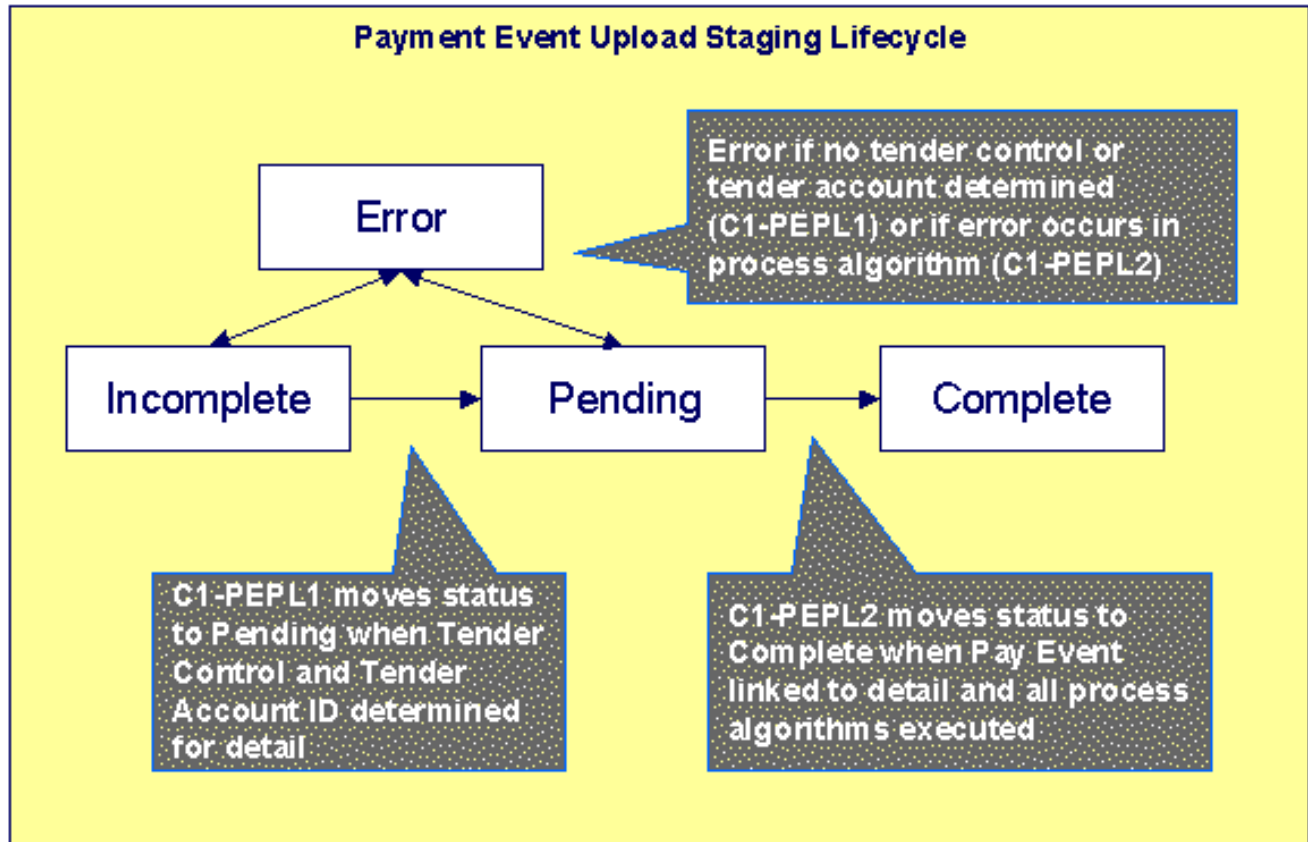 Payment Event Upload Staging Lifecycle
Error if no tender control or
tender account determined
(C1-PEPL1) or if error occurs in
process algorithm (C1-PEPL2)
Error
Incomplete
Pending
Complete
C1-PEPL1 moves status
to Pending when Tender
Control and Tender
Account ID determined
for detail
C1-PEPL2 moves status to
Complete when Pay Event
linked to detail and all process
algorithms executed